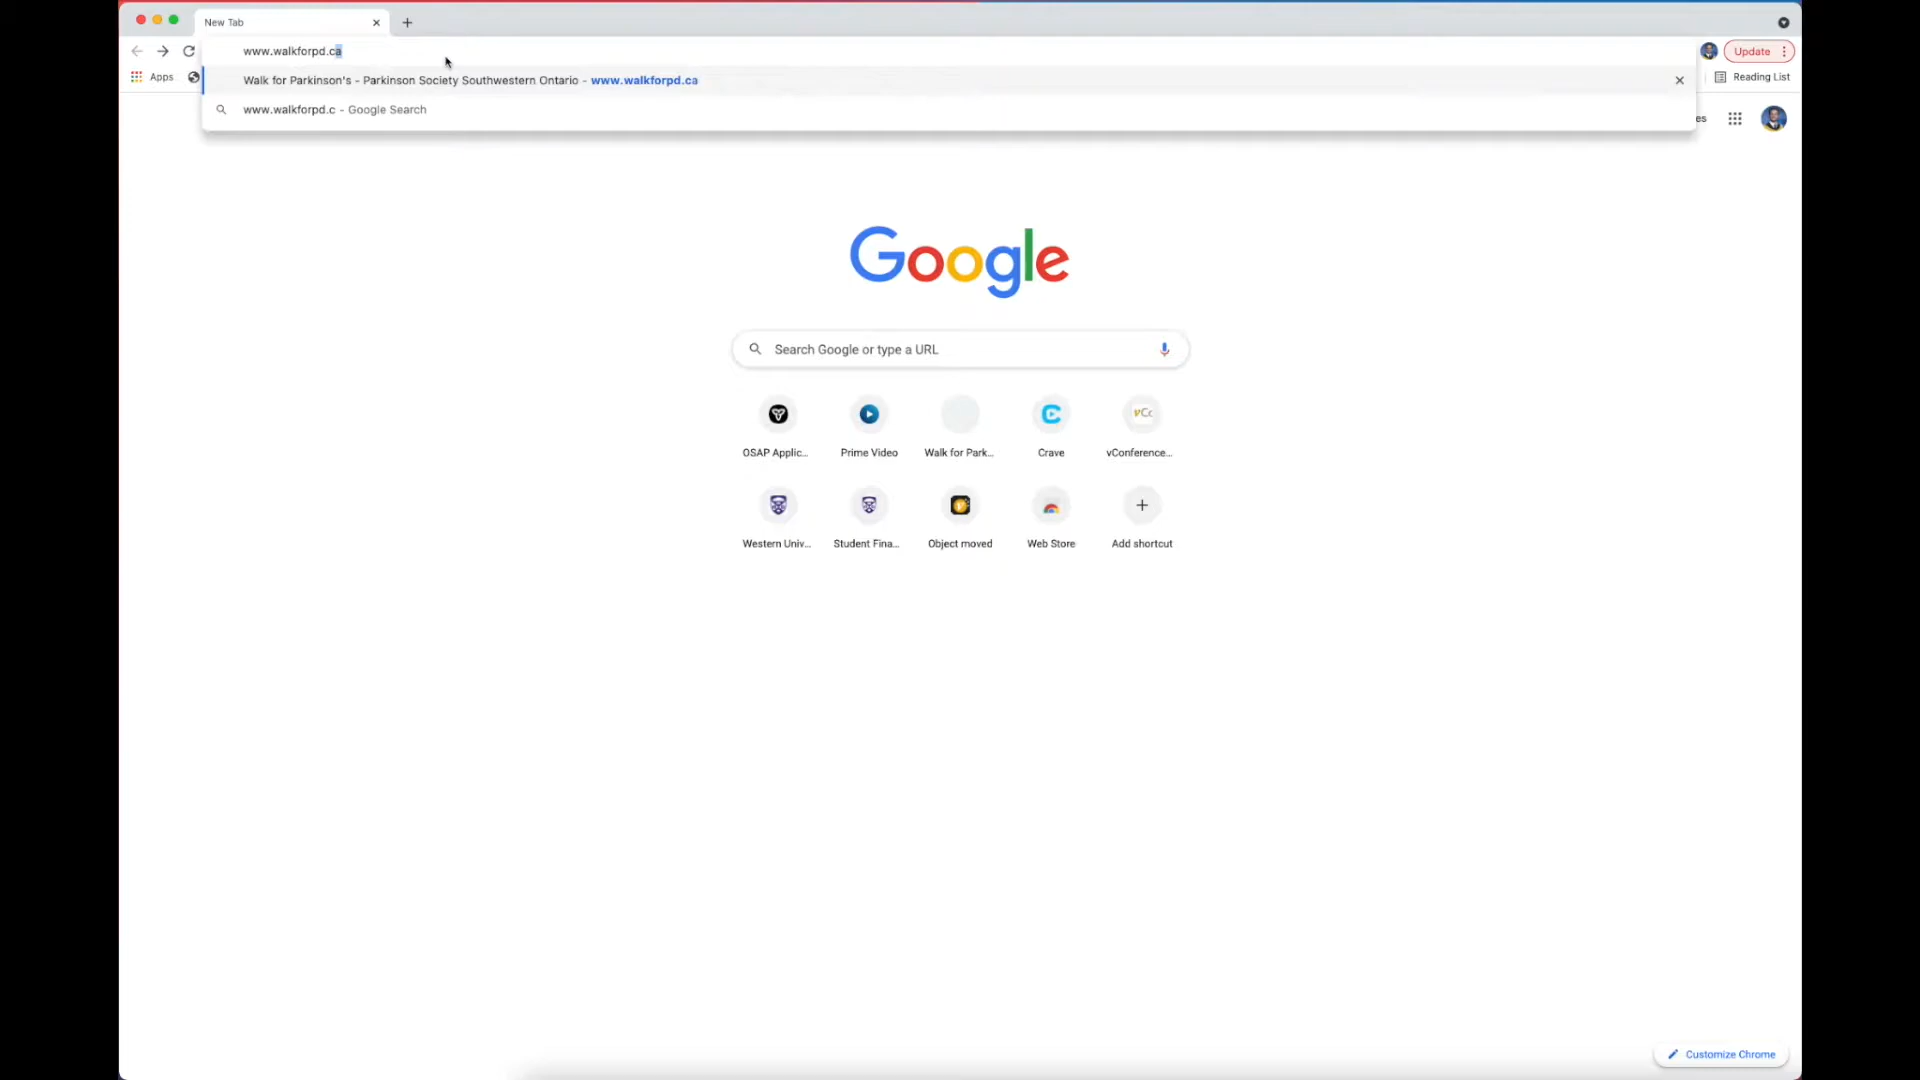 New Tab
www.walkforpd.ca
Update
Apps
Walk for Parkinson's - Parkinson Society Southwestern Ontario - www.walkforpd.ca
Reading List
www.walkforpd.c - Google Search
es
Google
Search Google or type a URL
vCc
OSAP Applic...
Prime Video
Walk for Park...
Crave
vConference...
Western Univ...
Student Fina...
Object moved
Web Store
Add shortcut
Customize Chrome